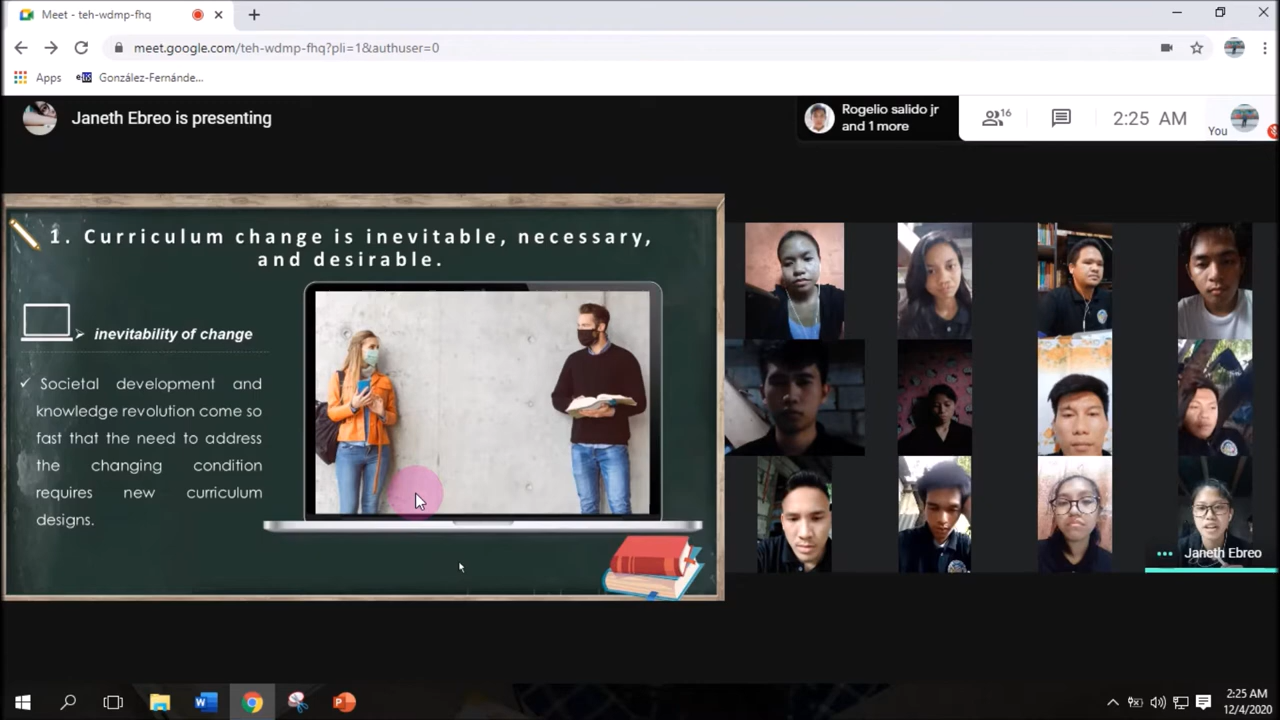 Meet - teh-wdmp-fhq
meet.google.com/teh-wdmp-fhq?pli=1&authuser=0
Apps
González-Fernánde...
Janeth Ebreo is presenting
Rogelio salido jr
and 1 more
16
2:25 AM
You
1. Curriculum change is inevitable, necessary,
and desirable.
➢ inevitability of change
✓ Societal development and
knowledge revolution come so
fast that the need to address
the changing condition
requires new curriculum
designs.
Janeth Ebreo
2:25 AM
12/4/2020